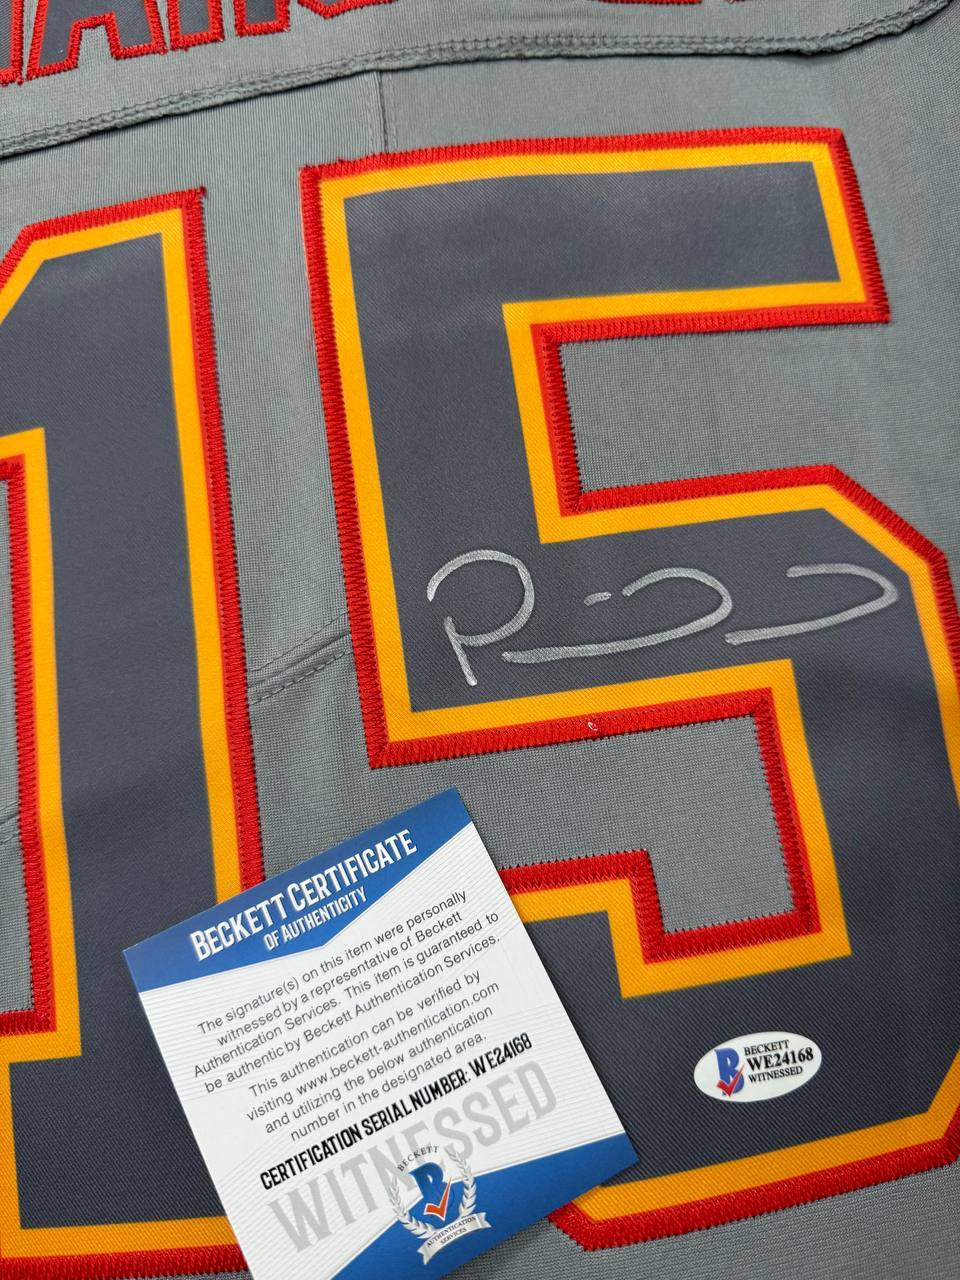 15
BECKETT CERTIFICATE
OF AUTHENTICITY
The signature(s) on this item were personally
witnessed by a representative of Beckett
Authentication Services. This item is guaranteed to
be authentic by Beckett Authentication Services.
This authentication can be verified by
visiting www.beckett-authentication.com
and utilizing the below authentication
number in the designated area.
CERTIFICATION SERIAL NUMBER: WE24168
WITNESSED
BECKETT
B
AUTHENTICATION
SERVICES
B
BECKETT
WE24168
WITNESSED